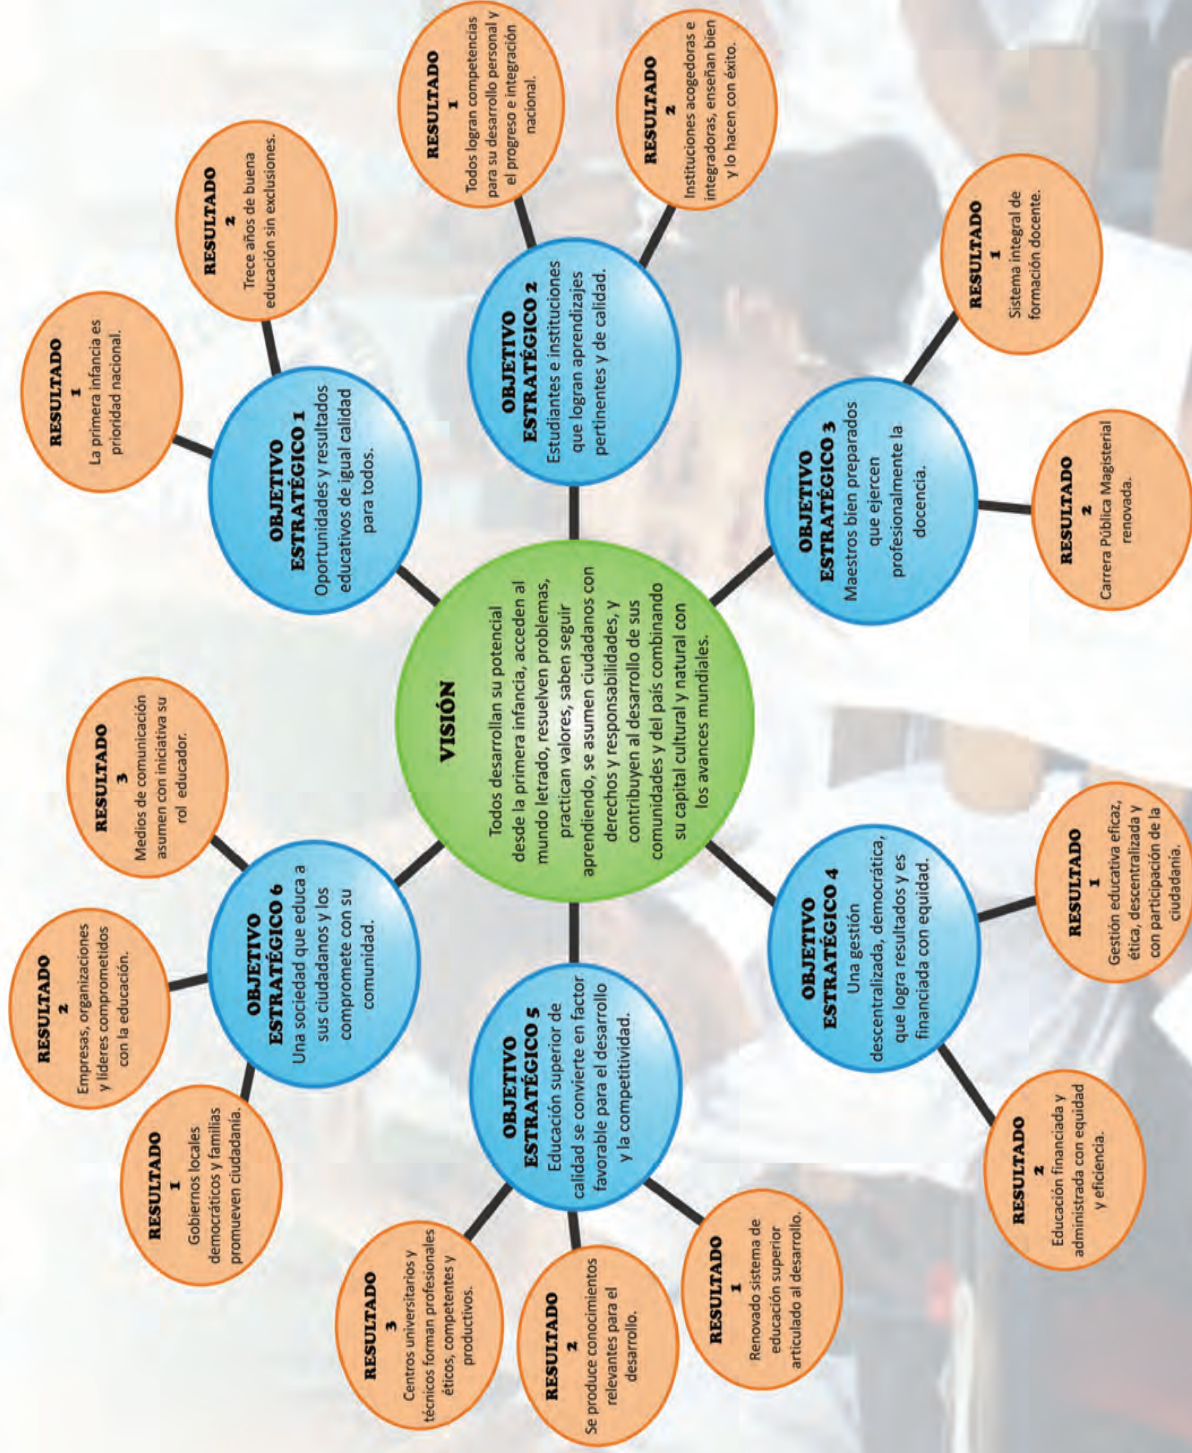 VISIÓN
Todos desarrollan su potencial
desde la primera infancia, acceden al
mundo letrado, resuelven problemas,
practican valores, saben seguir
aprendiendo, se asumen ciudadanos con
derechos y responsabilidades, y
contribuyen al desarrollo de sus
comunidades y del país combinando
su capital cultural y natural con
los avances mundiales.
OBJETIVO
ESTRATÉGICO 1
Oportunidades y resultados
educativos de igual calidad
para todos.
RESULTADO
1
La primera infancia es
prioridad nacional.
RESULTADO
2
Trece años de buena
educación sin exclusiones.
OBJETIVO
ESTRATÉGICO 2
Estudiantes e instituciones
que logran aprendizajes
pertinentes y de calidad.
RESULTADO
1
Todos logran competencias
para su desarrollo personal y
el progreso e integración
nacional.
RESULTADO
2
Instituciones acogedoras e
integradoras, enseñan bien
y lo hacen con éxito.
OBJETIVO
ESTRATÉGICO 3
Maestros bien preparados
que ejercen
profesionalmente la
docencia.
RESULTADO
1
Sistema integral de
formación docente.
RESULTADO
2
Carrera Pública Magisterial
renovada.
OBJETIVO
ESTRATÉGICO 4
Una gestión
descentralizada, democrática,
que logra resultados y es
financiada con equidad.
RESULTADO
1
Gestión educativa eficaz,
ética, descentralizada y
con participación de la
ciudadanía.
RESULTADO
2
Educación financiada y
administrada con equidad
y eficiencia.
OBJETIVO
ESTRATÉGICO 5
Educación superior de
calidad se convierte en factor
favorable para el desarrollo
y la competitividad.
RESULTADO
1
Renovado sistema de
educación superior
articulado al desarrollo.
RESULTADO
2
Se produce conocimientos
relevantes para el
desarrollo.
RESULTADO
3
Centros universitarios y
técnicos forman profesionales
éticos, competentes y
productivos.
OBJETIVO
ESTRATÉGICO 6
Una sociedad que educa a
sus ciudadanos y los
compromete con su
comunidad.
RESULTADO
1
Gobiernos locales
democráticos y familias
promueven ciudadanía.
RESULTADO
2
Empresas, organizaciones
y líderes comprometidos
con la educación.
RESULTADO
3
Medios de comunicación
asumen con iniciativa su
rol educador.